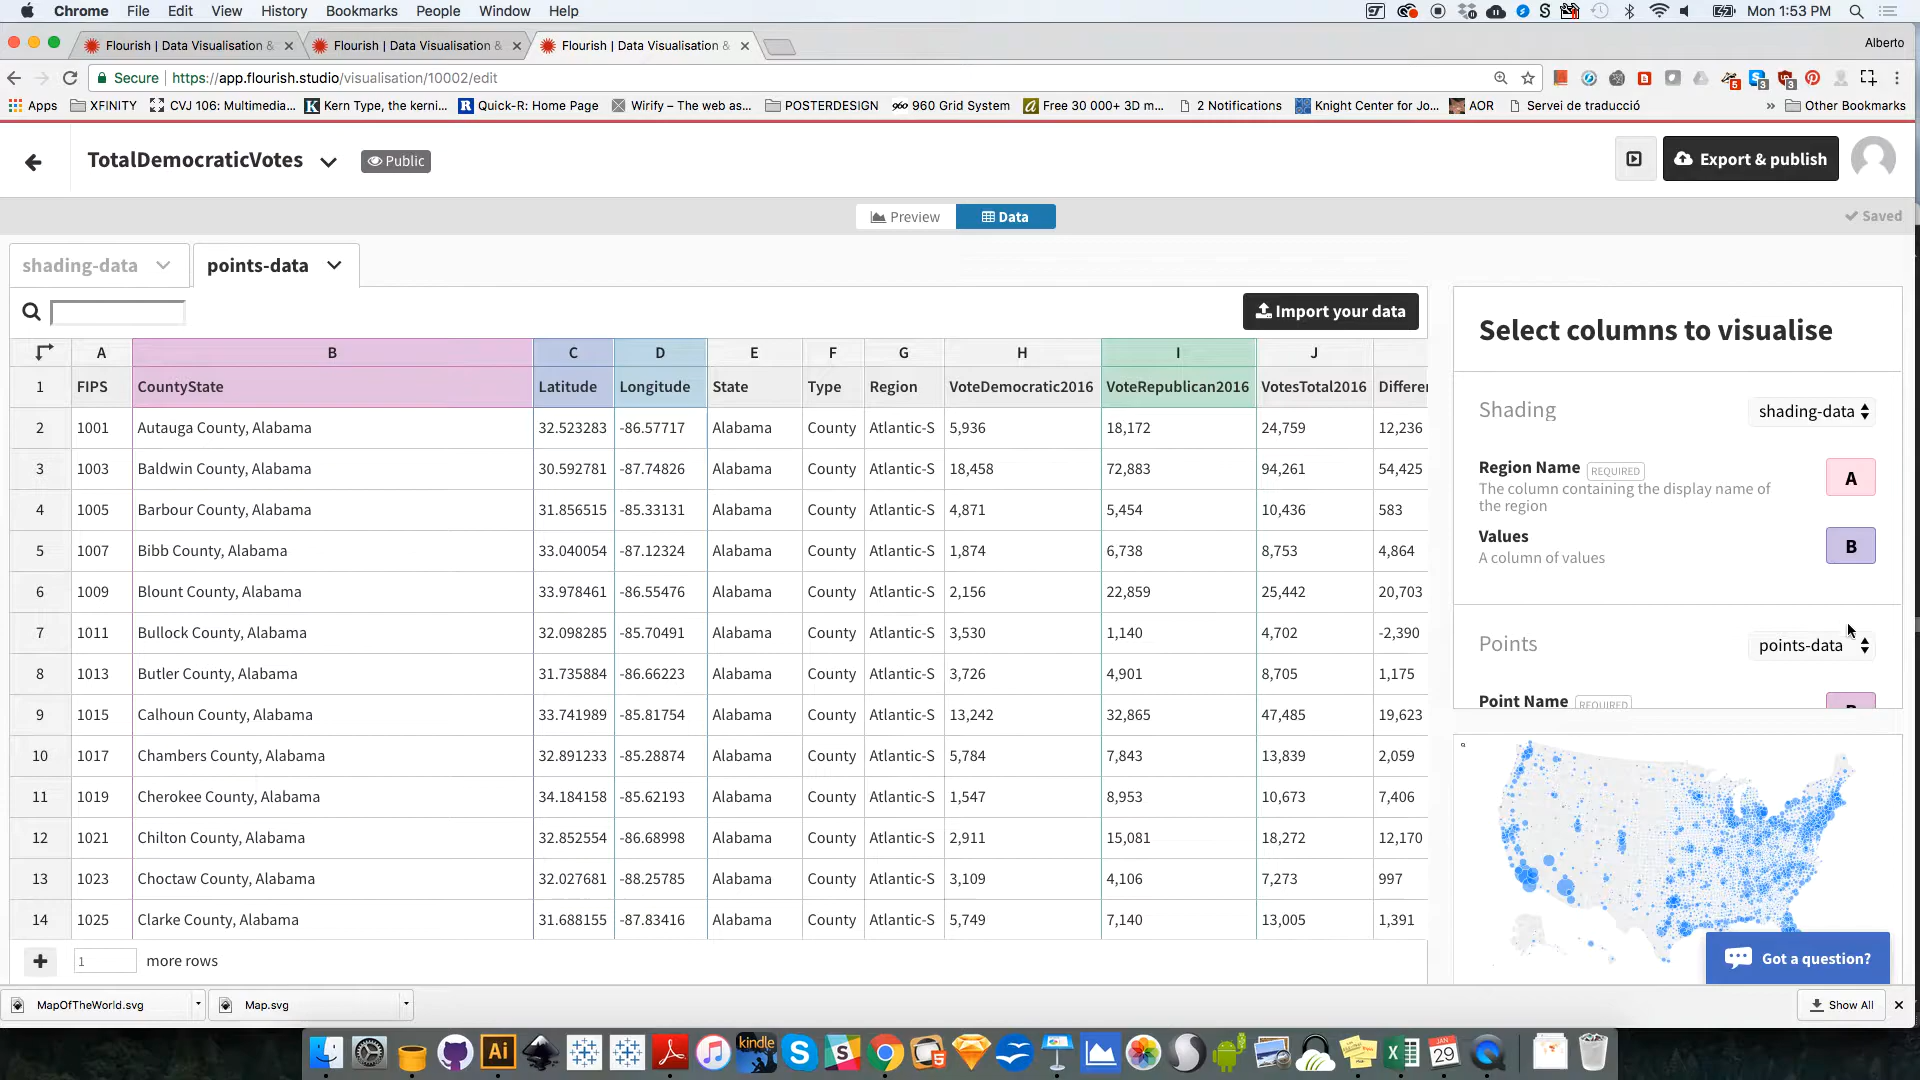 Chrome File Edit View History Bookmarks People Window Help Mon 1:53 PM
Flourish | Data Visualisation & Flourish | Data Visualisation & Flourish | Data Visualisation & Alberto
Secure https://app.flourish.studio/visualisation/10002/edit
Apps XFINITY CVJ 106: Multimedia... Kern Type, the kerni... Quick-R: Home Page Wirify – The web as... POSTERDESIGN 960 Grid System Free 30 000+ 3D m... 2 Notifications Knight Center for Jo... AOR Servei de traducció » Other Bookmarks
TotalDemocraticVotes Public Export & publish
Preview Data Saved
shading-data points-data
Import your data
Select columns to visualise
A B C D E F G H I J
1 FIPS CountyState Latitude Longitude State Type Region VoteDemocratic2016 VoteRepublican2016 VotesTotal2016 Differen
2 1001 Autauga County, Alabama 32.523283 -86.57717 Alabama County Atlantic-S 5,936 18,172 24,759 12,236
3 1003 Baldwin County, Alabama 30.592781 -87.74826 Alabama County Atlantic-S 18,458 72,883 94,261 54,425
4 1005 Barbour County, Alabama 31.856515 -85.33131 Alabama County Atlantic-S 4,871 5,454 10,436 583
5 1007 Bibb County, Alabama 33.040054 -87.12324 Alabama County Atlantic-S 1,874 6,738 8,753 4,864
6 1009 Blount County, Alabama 33.978461 -86.55476 Alabama County Atlantic-S 2,156 22,859 25,442 20,703
7 1011 Bullock County, Alabama 32.098285 -85.70491 Alabama County Atlantic-S 3,530 1,140 4,702 -2,390
8 1013 Butler County, Alabama 31.735884 -86.66223 Alabama County Atlantic-S 3,726 4,901 8,705 1,175
9 1015 Calhoun County, Alabama 33.741989 -85.81754 Alabama County Atlantic-S 13,242 32,865 47,485 19,623
10 1017 Chambers County, Alabama 32.891233 -85.28874 Alabama County Atlantic-S 5,784 7,843 13,839 2,059
11 1019 Cherokee County, Alabama 34.184158 -85.62193 Alabama County Atlantic-S 1,547 8,953 10,673 7,406
12 1021 Chilton County, Alabama 32.852554 -86.68998 Alabama County Atlantic-S 2,911 15,081 18,272 12,170
13 1023 Choctaw County, Alabama 32.027681 -88.25785 Alabama County Atlantic-S 3,109 4,106 7,273 997
14 1025 Clarke County, Alabama 31.688155 -87.83416 Alabama County Atlantic-S 5,749 7,140 13,005 1,391
1 more rows
Shading shading-data
Region Name REQUIRED A
The column containing the display name of
the region
Values B
A column of values
Points points-data
Point Name REQUIRED
Got a question?
MapOfTheWorld.svg Map.svg Show All
kindle
Ai
JAN
29